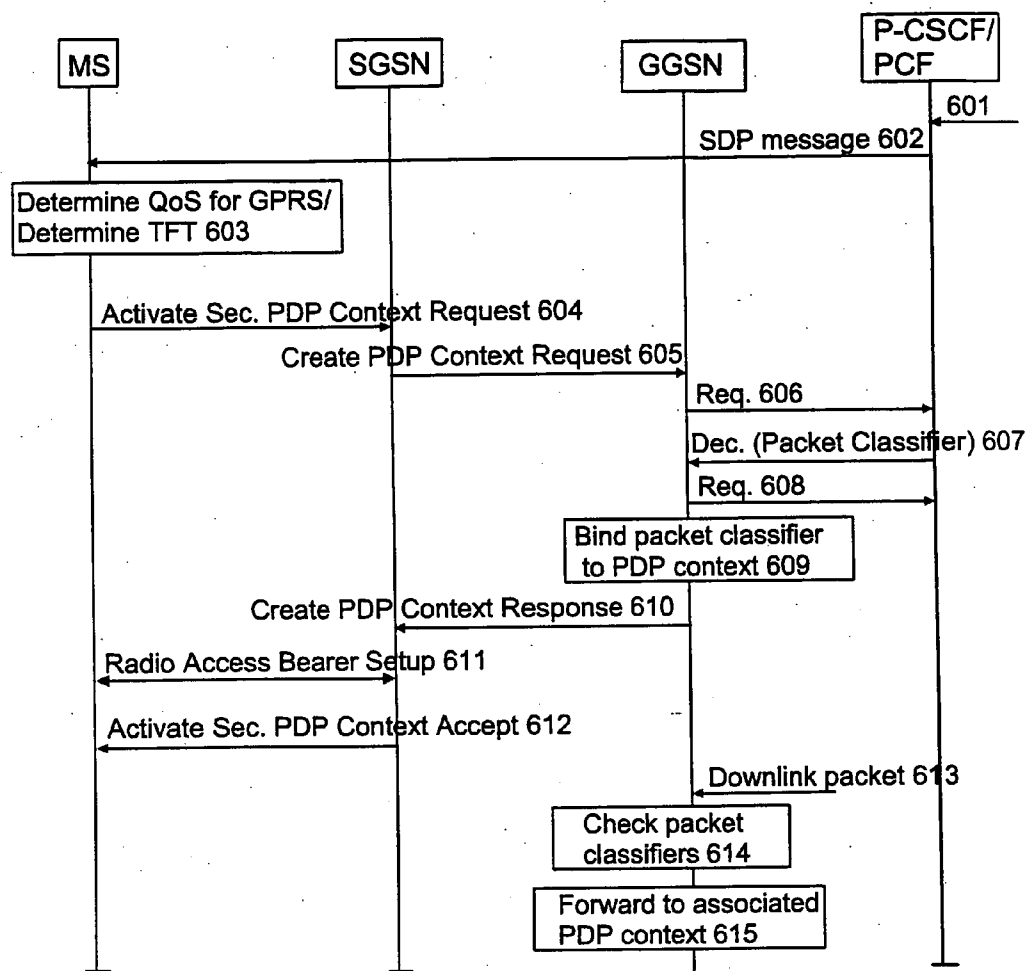 MS
SGSN
GGSN
P-CSCF/
PCF
601
SDP message 602
Determine QoS for GPRS/
Determine TFT 603
Activate Sec. PDP Context Request 604
Create PDP Context Request 605
Req. 606
Dec. (Packet Classifier) 607
Req. 608
Bind packet classifier
to PDP context 609
Create PDP Context Response 610
Radio Access Bearer Setup 611
Activate Sec. PDP Context Accept 612
Downlink packet 613
Check packet
classifiers 614
Forward to associated
PDP context 615